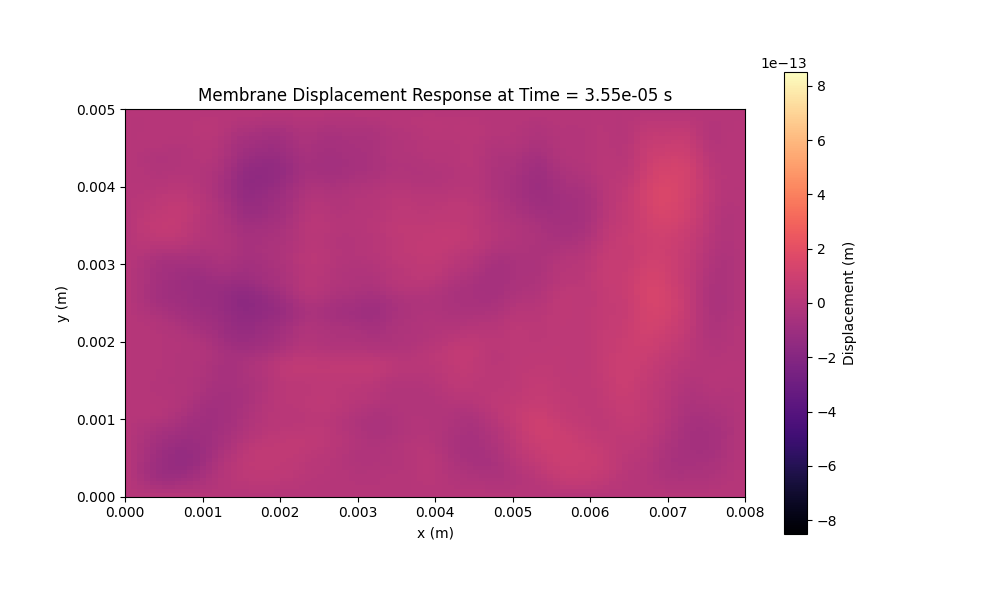 1e−13
Membrane Displacement Response at Time = 3.55e-05 s
0.005
0.004
0.003
0.002
0.001
0.000
y (m)
0.000 0.001 0.002 0.003 0.004 0.005 0.006 0.007 0.008
x (m)
8
6
4
2
0
−2
−4
−6
−8
Displacement (m)